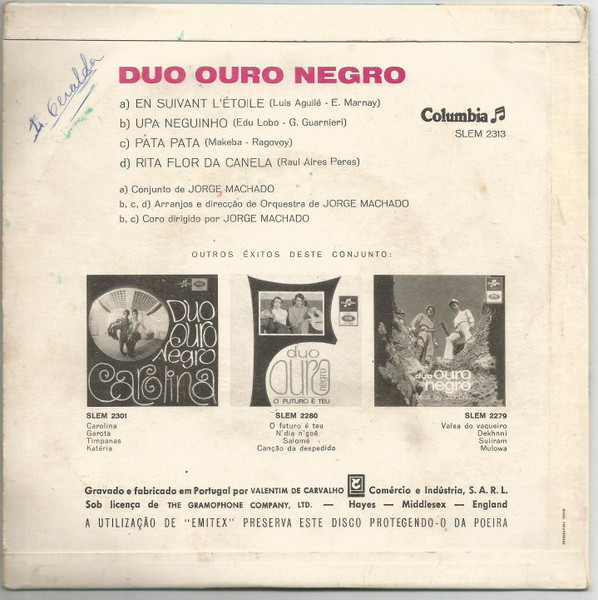 DUO OURO NEGRO
a) EN SUIVANT L'ÉTOILE (Luis Aguilé - E. Marnay)
b) UPA NEGUINHO (Edu Lobo - G. Guarnieri)
c) PATA PATA (Makeba - Ragovoy)
d) RITA FLOR DA CANELA (Raul Aires Peres)
Columbia
SLEM 2313
a) Conjunto de JORGE MACHADO
b, c, d) Arranjos e direcção de Orquestra de JORGE MACHADO
b, c) Coro dirigido por JORGE MACHADO
OUTROS ÊXITOS DESTE CONJUNTO:
Duo
Ouro
Negro
Carolina
duo
ouro
negro
O FUTURO É TEU
duo ouro
negro
SLEM 2301
Carolina
Garota
Timpanas
Katéria
SLEM 2280
O futuro é teu
N'dia n'goê
Salomé
Canção da despedida
SLEM 2279
Valsa do vaqueiro
Dekhnni
Suliram
Mulowa
Gravado e fabricado em Portugal por VALENTIM DE CARVALHO Comércio e Indústria, S. A. R. L.
Sob licença de THE GRAMOPHONE COMPANY, LTD. — Hayes — Middlesex — England
A UTILIZAÇÃO DE "EMITEX" PRESERVA ESTE DISCO PROTEGENDO-O DA POEIRA